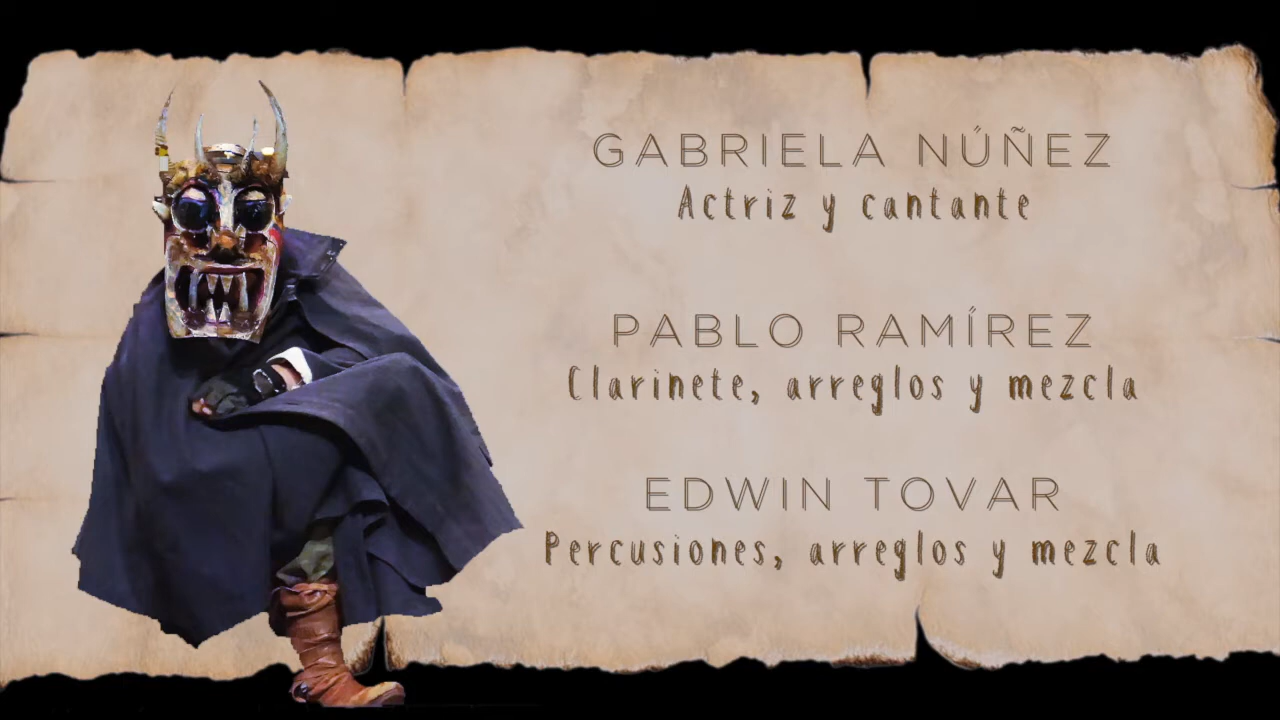 GABRIELA NÚÑEZ
Actriz y cantante
PABLO RAMÍREZ
Clarinete, arreglos y mezcla
EDWIN TOVAR
Percusiones, arreglos y mezcla